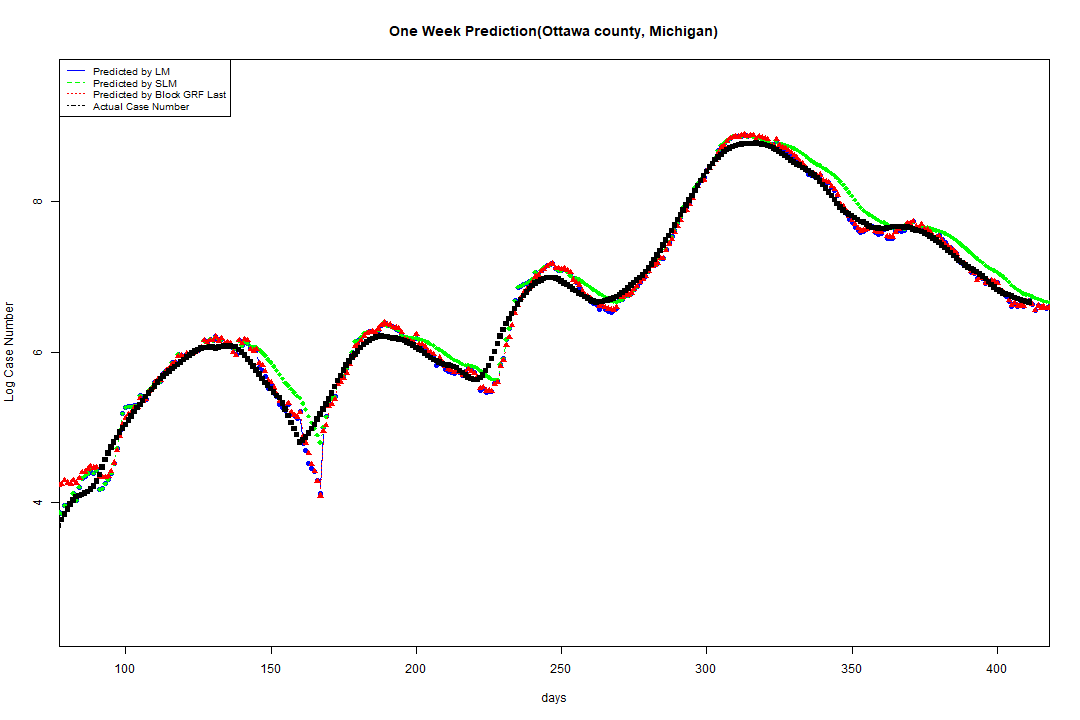 One Week Prediction(Ottawa county, Michigan)
Predicted by LM
Predicted by SLM
Predicted by Block GRF Last
Actual Case Number
Log Case Number
8
6
4
100 150 200 250 300 350 400
days